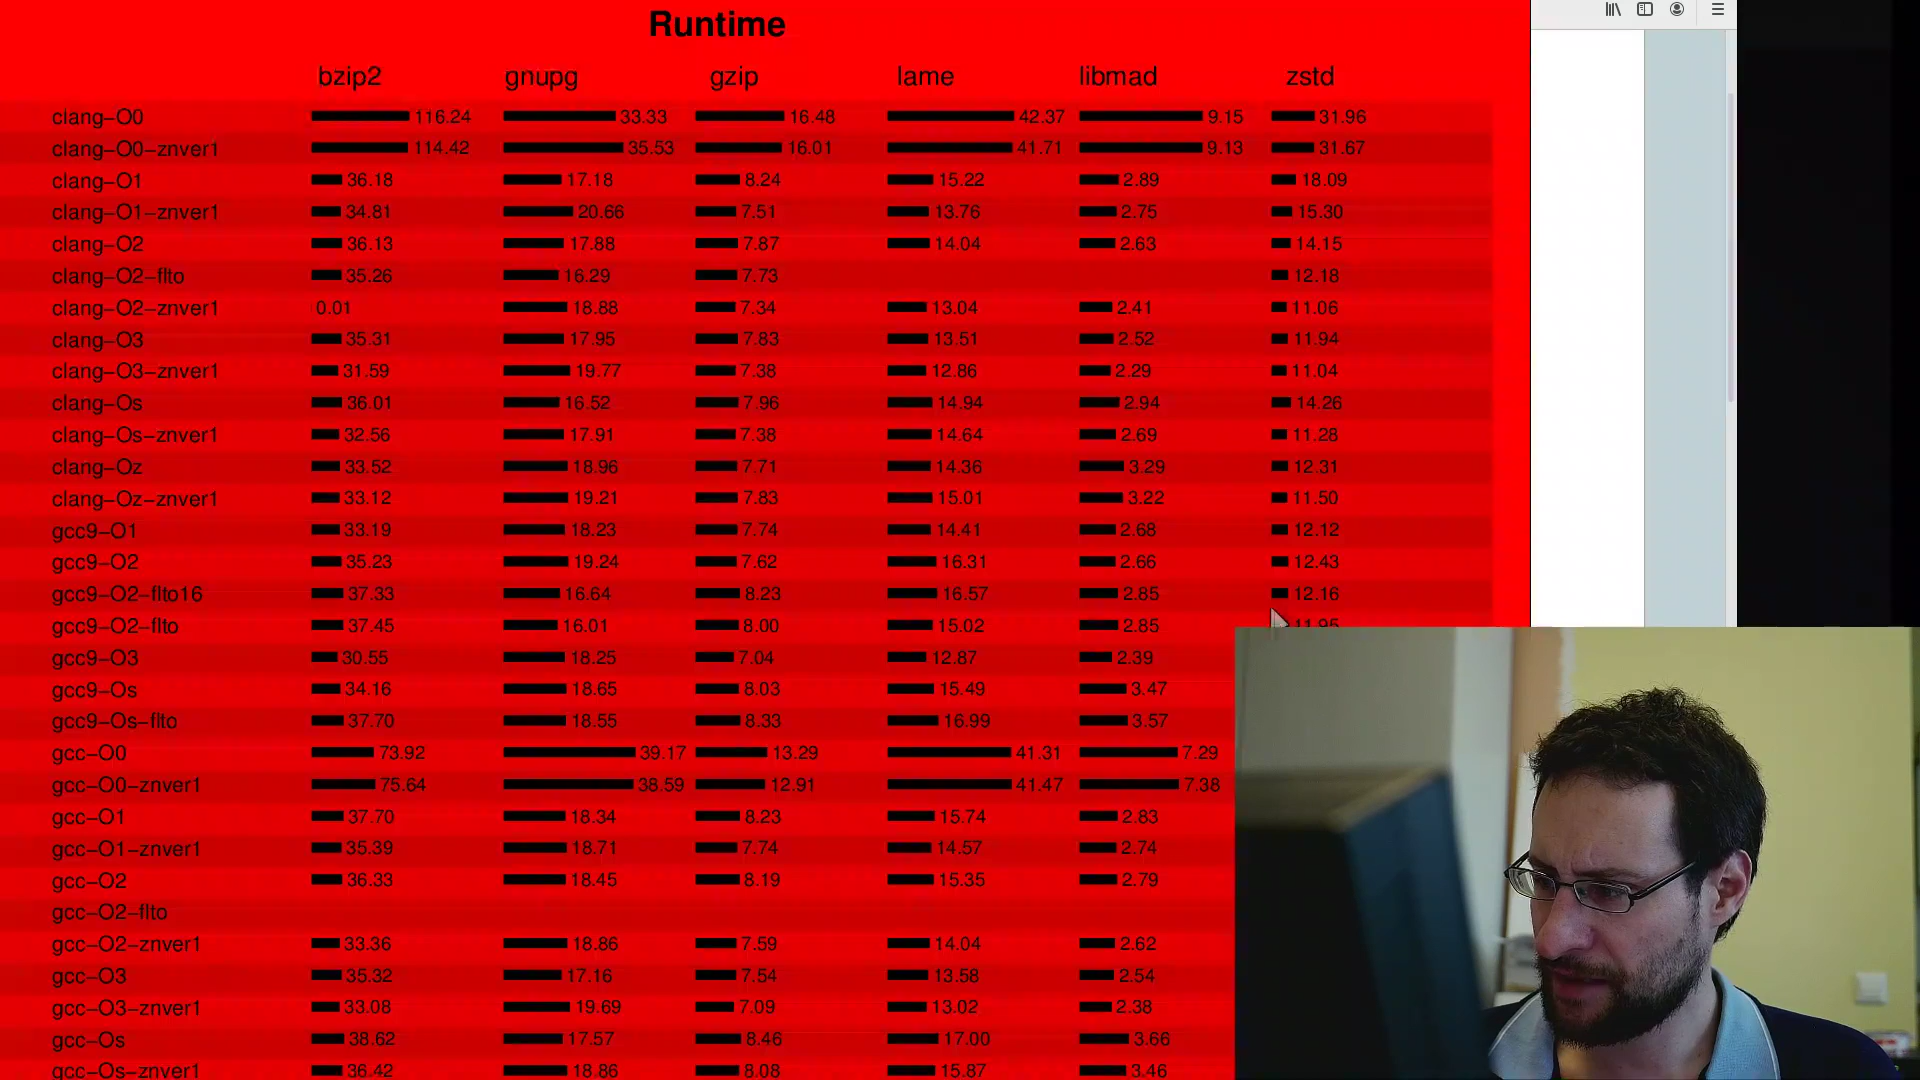 Runtime
bzip2 gnupg gzip lame libmad zstd
clang–O0 116.24 33.33 16.48 42.37 9.15 31.96
clang–O0–znver1 114.42 35.53 16.01 41.71 9.13 31.67
clang–O1 36.18 17.18 8.24 15.22 2.89 18.09
clang–O1–znver1 34.81 20.66 7.51 13.76 2.75 15.30
clang–O2 36.13 17.88 7.87 14.04 2.63 14.15
clang–O2–flto 35.26 16.29 7.73 12.18
clang–O2–znver1 0.01 18.88 7.34 13.04 2.41 11.06
clang–O3 35.31 17.95 7.83 13.51 2.52 11.94
clang–O3–znver1 31.59 19.77 7.38 12.86 2.29 11.04
clang–Os 36.01 16.52 7.96 14.94 2.94 14.26
clang–Os–znver1 32.56 17.91 7.38 14.64 2.69 11.28
clang–Oz 33.52 18.96 7.71 14.36 3.29 12.31
clang–Oz–znver1 33.12 19.21 7.83 15.01 3.22 11.50
gcc9–O1 33.19 18.23 7.74 14.41 2.68 12.12
gcc9–O2 35.23 19.24 7.62 16.31 2.66 12.43
gcc9–O2–flto16 37.33 16.64 8.23 16.57 2.85 12.16
gcc9–O2–flto 37.45 16.01 8.00 15.02 2.85 11.95
gcc9–O3 30.55 18.25 7.04 12.87 2.39
gcc9–Os 34.16 18.65 8.03 15.49 3.47
gcc9–Os–flto 37.70 18.55 8.33 16.99 3.57
gcc–O0 73.92 39.17 13.29 41.31 7.29
gcc–O0–znver1 75.64 38.59 12.91 41.47 7.38
gcc–O1 37.70 18.34 8.23 15.74 2.83
gcc–O1–znver1 35.39 18.71 7.74 14.57 2.74
gcc–O2 36.33 18.45 8.19 15.35 2.79
gcc–O2–flto
gcc–O2–znver1 33.36 18.86 7.59 14.04 2.62
gcc–O3 35.32 17.16 7.54 13.58 2.54
gcc–O3–znver1 33.08 19.69 7.09 13.02 2.38
gcc–Os 38.62 17.57 8.46 17.00 3.66
gcc–Os–znver1 36.42 18.86 8.08 15.87 3.46